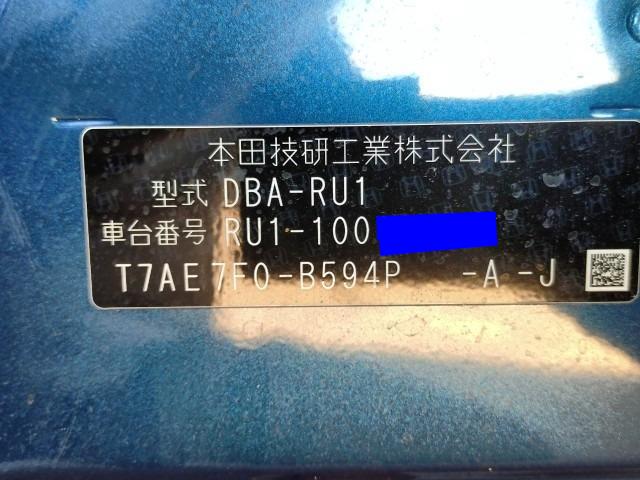 本田技研工業株式会社
型式 DBA-RU1
車台番号 RU1-100
T7AE7F0-B594P -A -J